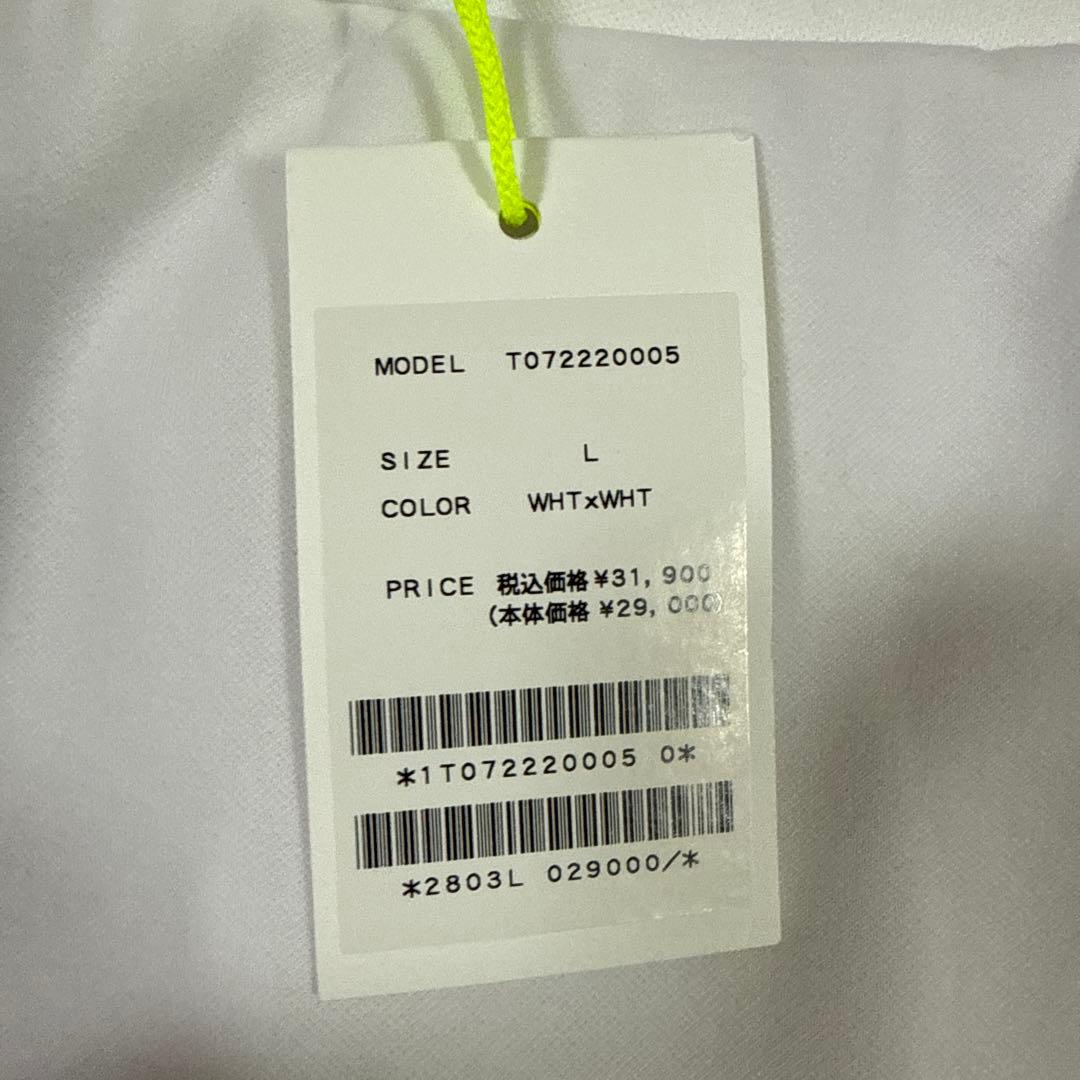 MODEL T072220005
SIZE L
COLOR WHTxWHT
PRICE 税込価格 ¥31,900
(本体価格 ¥29,000)
*1T072220005 0*
*2803L 029000/*